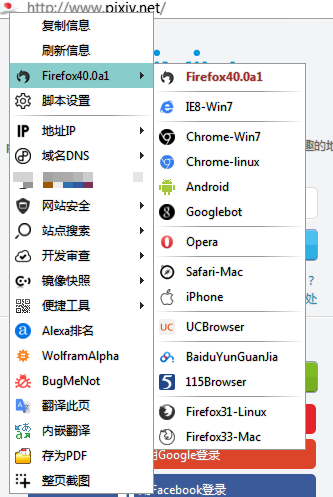 http://www.pixiv.net/
复制信息
刷新信息
Firefox40.0a1
脚本设置
IP 地址IP
域名DNS
网站安全
站点搜索
开发审查
镜像快照
便捷工具
Alexa排名
WolframAlpha
BugMeNot
翻译此页
内嵌翻译
存为PDF
整页截图
Firefox40.0a1
IE8-Win7
Chrome-Win7
Chrome-linux
Android
Googlebot
Opera
Safari-Mac
iPhone
UC UCBrowser
BaiduYunGuanJia
5 115Browser
Firefox31-Linux
Firefox33-Mac
趣的地
?
处
用Google登录
用Facebook登录